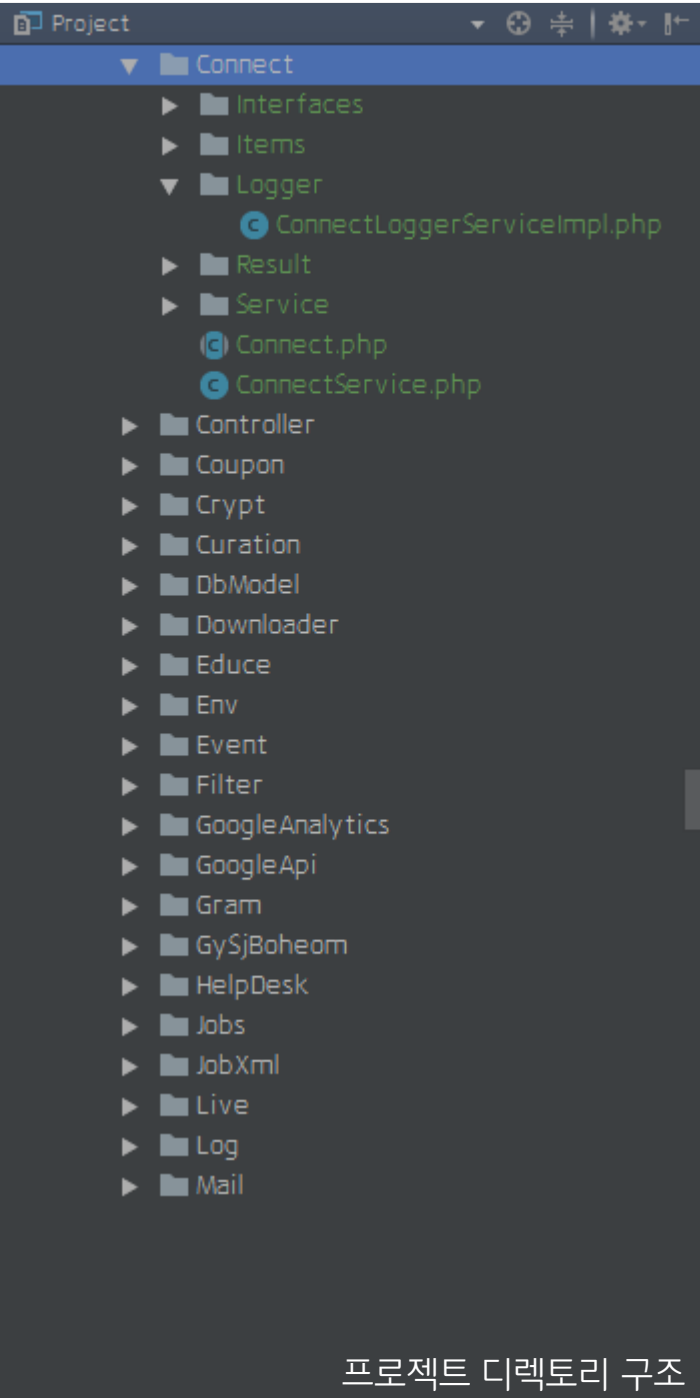 Project
Connect
Interfaces
Items
Logger
ConnectLoggerServiceImpl.php
Result
Service
Connect.php
ConnectService.php
Controller
Coupon
Crypt
Curation
DbModel
Downloader
Educe
Env
Event
Filter
GoogleAnalytics
GoogleApi
Gram
GySjBoheom
HelpDesk
Jobs
JobXml
Live
Log
Mail
프로젝트 디렉토리 구조